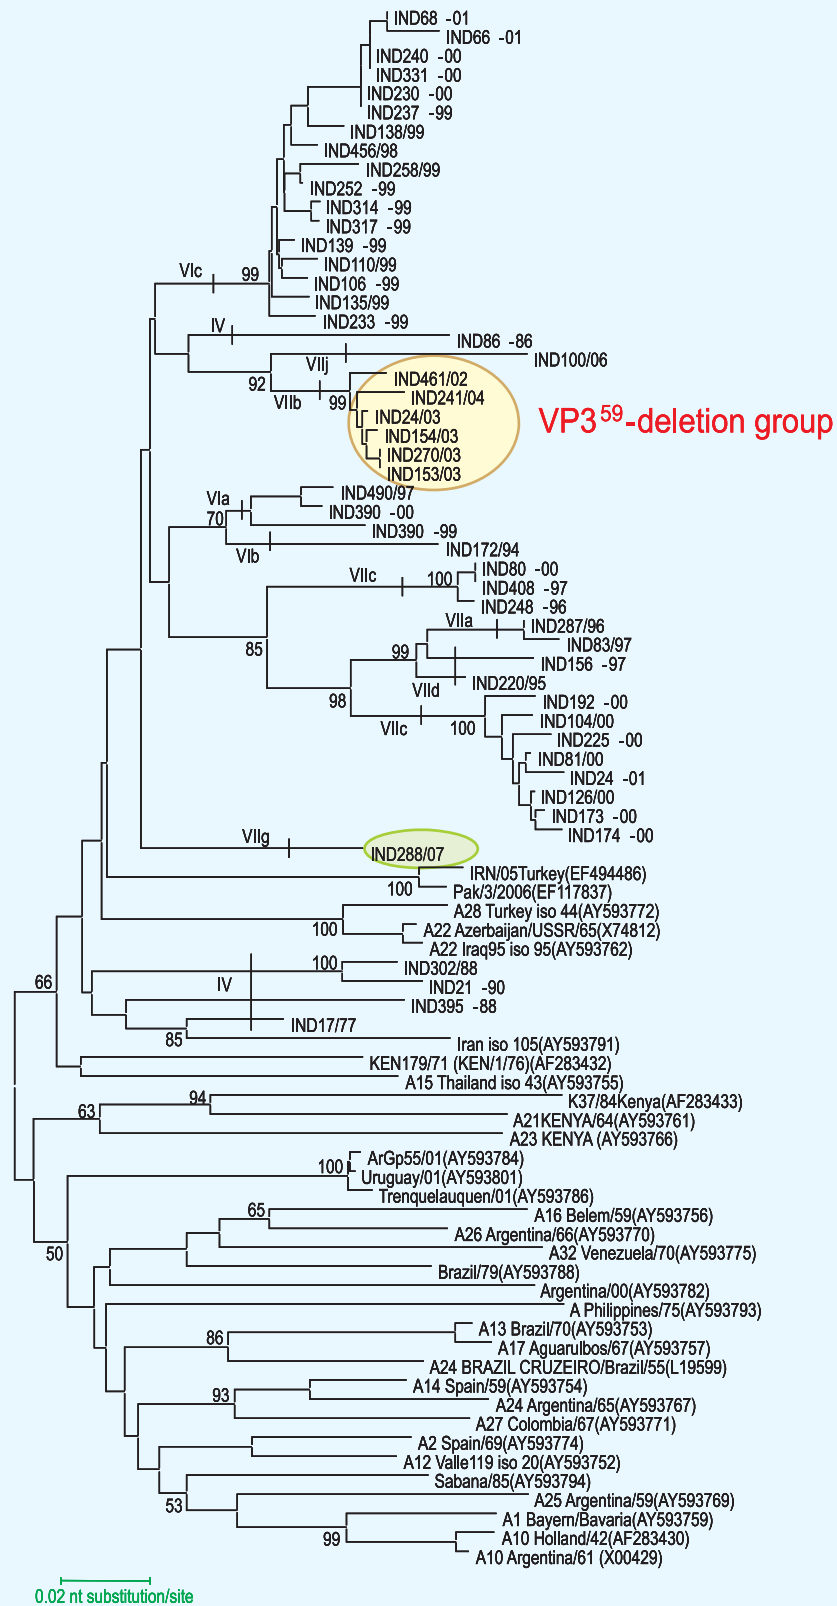 IND68 -01
IND66 -01
IND240 -00
IND331 -00
IND230 -00
IND237 -99
IND138/99
IND456/98
IND258/99
IND252 -99
IND314 -99
IND317 -99
IND139 -99
IND110/99
VIc
99
IND106 -99
IND135/99
IND233 -99
IV
IND86 -86
VIIj
IND100/06
92
VIIb
99
IND461/02
IND241/04
IND24/03
VP3⁵⁹-deletion group
IND154/03
IND270/03
IND153/03
VIa
IND490/97
70
IND390 -00
IND390 -99
VIb
IND172/94
IND80 -00
VIIc
100
IND408 -97
IND248 -96
VIIa
IND287/96
IND83/97
85
99
IND156 -97
VIId
IND220/95
98
IND192 -00
VIIc
100
IND104/00
IND225 -00
IND81/00
IND24 -01
IND126/00
IND173 -00
IND174 -00
VIIg
IND288/07
IRN/05Turkey(EF494486)
100
Pak/3/2006(EF117837)
A28 Turkey iso 44(AY593772)
100
A22 Azerbaijan/USSR/65(X74812)
A22 Iraq95 iso 95(AY593762)
100
IND302/88
66
IV
IND21 -90
IND395 -88
IND17/77
85
Iran iso 105(AY593791)
KEN179/71 (KEN/1/76)(AF283432)
A15 Thailand iso 43(AY593755)
94
K37/84Kenya(AF283433)
63
A21KENYA/64(AY593761)
A23 KENYA (AY593766)
ArGp55/01(AY593784)
100
Uruguay/01(AY593801)
Trenquelauquen/01(AY593786)
65
A16 Belem/59(AY593756)
A26 Argentina/66(AY593770)
50
A32 Venezuela/70(AY593775)
Brazil/79(AY593788)
Argentina/00(AY593782)
A Philippines/75(AY593793)
86
A13 Brazil/70(AY593753)
A17 Aguarulbos/67(AY593757)
A24 BRAZIL CRUZEIRO/Brazil/55(L19599)
93
A14 Spain/59(AY593754)
A24 Argentina/65(AY593767)
A27 Colombia/67(AY593771)
A2 Spain/69(AY593774)
A12 Valle119 iso 20(AY593752)
Sabana/85(AY593794)
53
A25 Argentina/59(AY593769)
A1 Bayern/Bavaria(AY593759)
99
A10 Holland/42(AF283430)
A10 Argentina/61 (X00429)
0.02 nt substitution/site